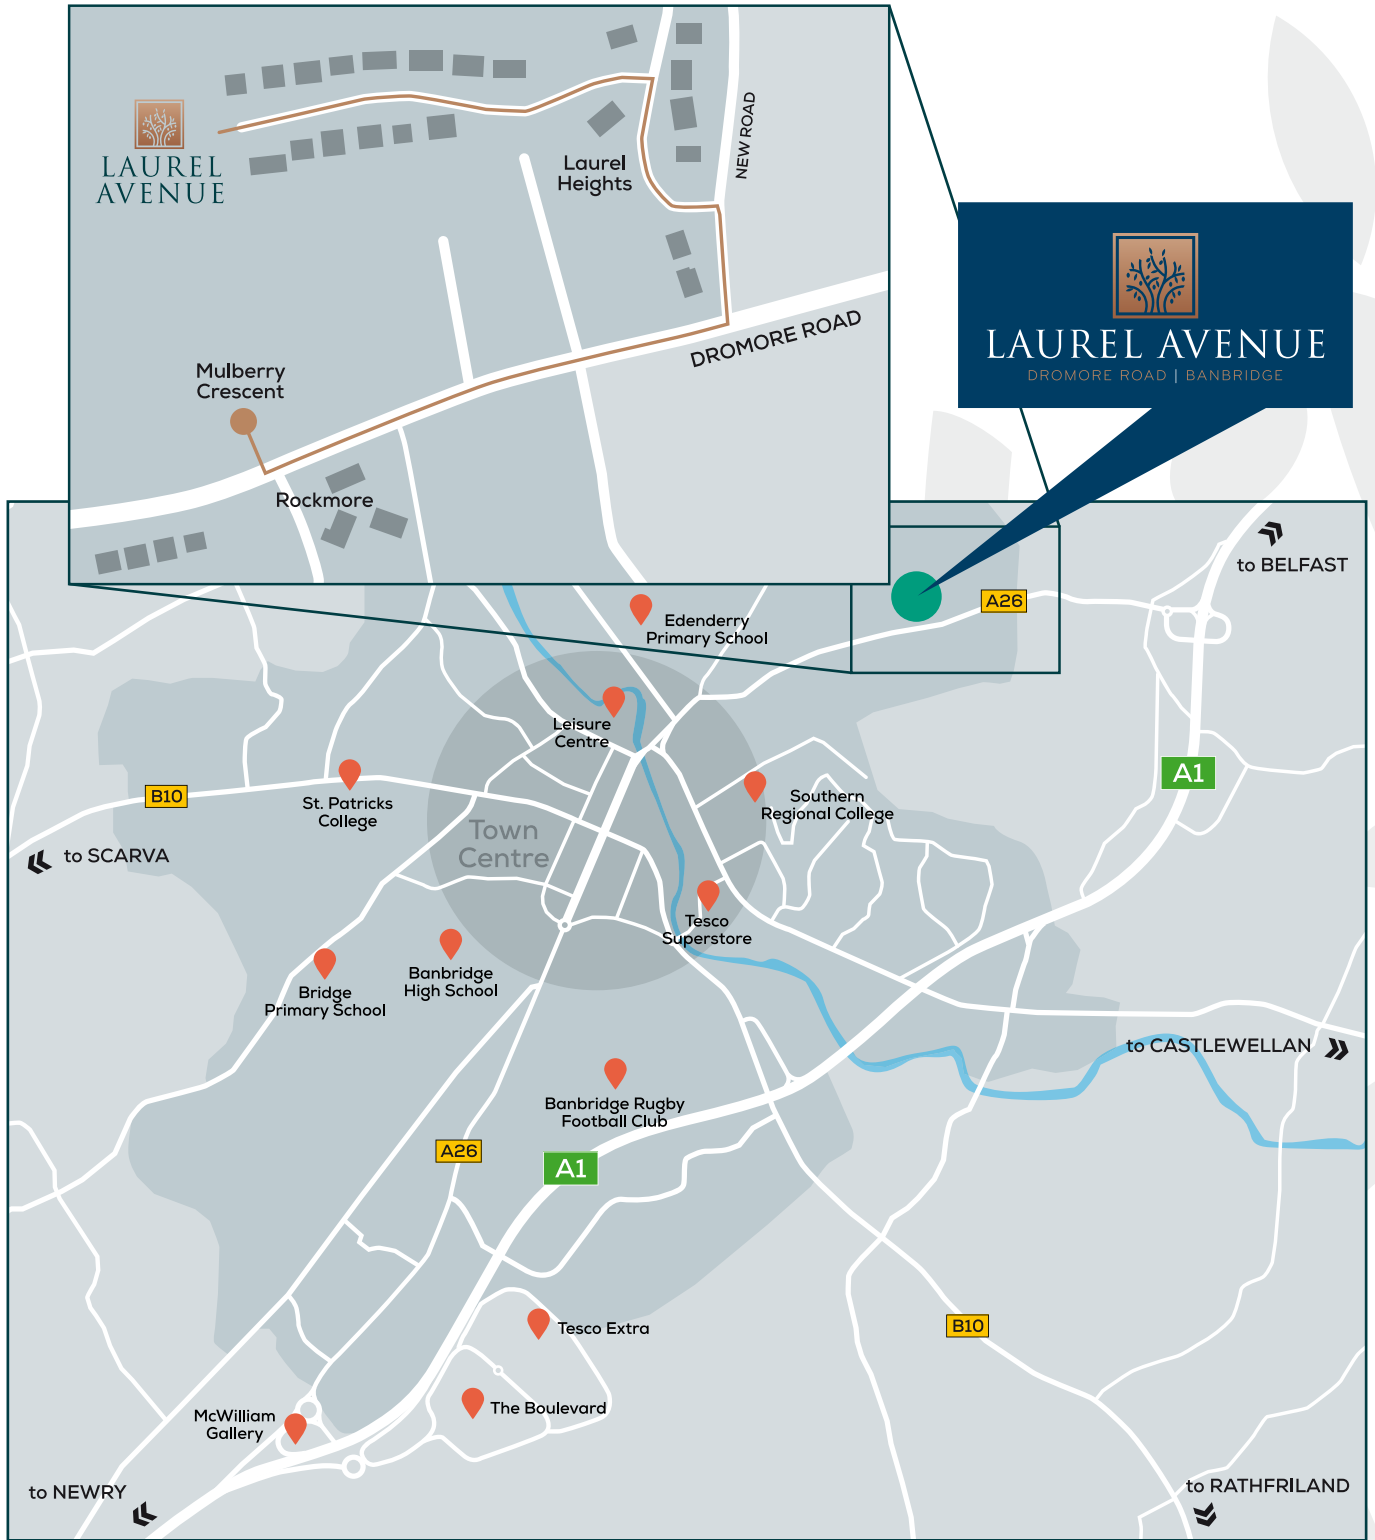 LAUREL
AVENUE
Laurel
Heights
NEW ROAD
DROMORE ROAD
Mulberry
Crescent
Rockmore
LAUREL AVENUE
DROMORE ROAD | BANBRIDGE
to BELFAST
A26
Edenderry
Primary School
Leisure
Centre
A1
B10
St. Patricks
College
Southern
Regional College
Town
Centre
to SCARVA
Tesco
Superstore
Banbridge
High School
Bridge
Primary School
to CASTLEWELLAN
Banbridge Rugby
Football Club
A26
A1
Tesco Extra
B10
The Boulevard
McWilliam
Gallery
to NEWRY
to RATHFRILAND